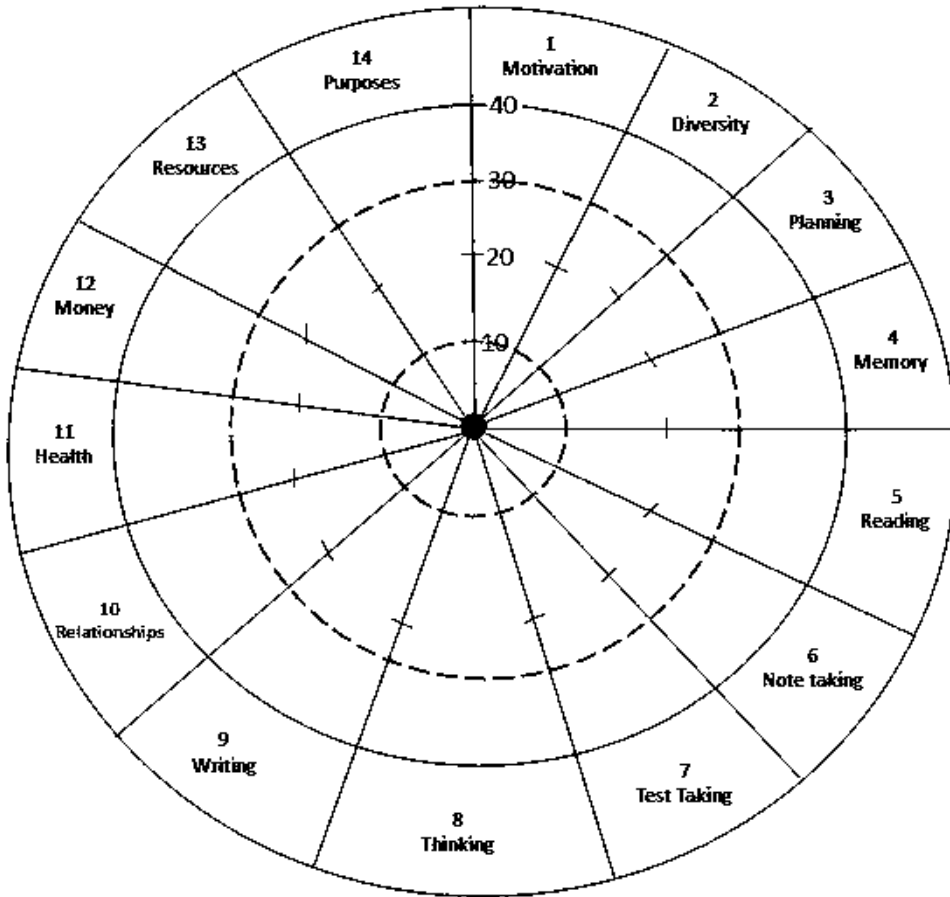 1
Motivation
2
Diversity
3
Planning
4
Memory
5
Reading
6
Note taking
7
Test Taking
8
Thinking
9
Writing
10
Relationships
11
Health
12
Money
13
Resources
14
Purposes
40
30
20
10